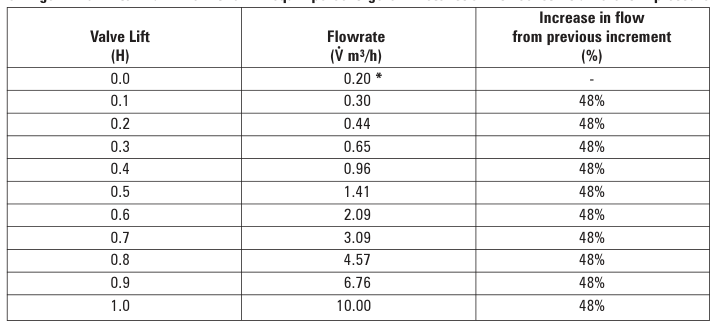 Increase in flow
Valve Lift Flowrate from previous increment
(H) (V̇ m³/h) (%)
0.0 0.20 * -
0.1 0.30 48%
0.2 0.44 48%
0.3 0.65 48%
0.4 0.96 48%
0.5 1.41 48%
0.6 2.09 48%
0.7 3.09 48%
0.8 4.57 48%
0.9 6.76 48%
1.0 10.00 48%